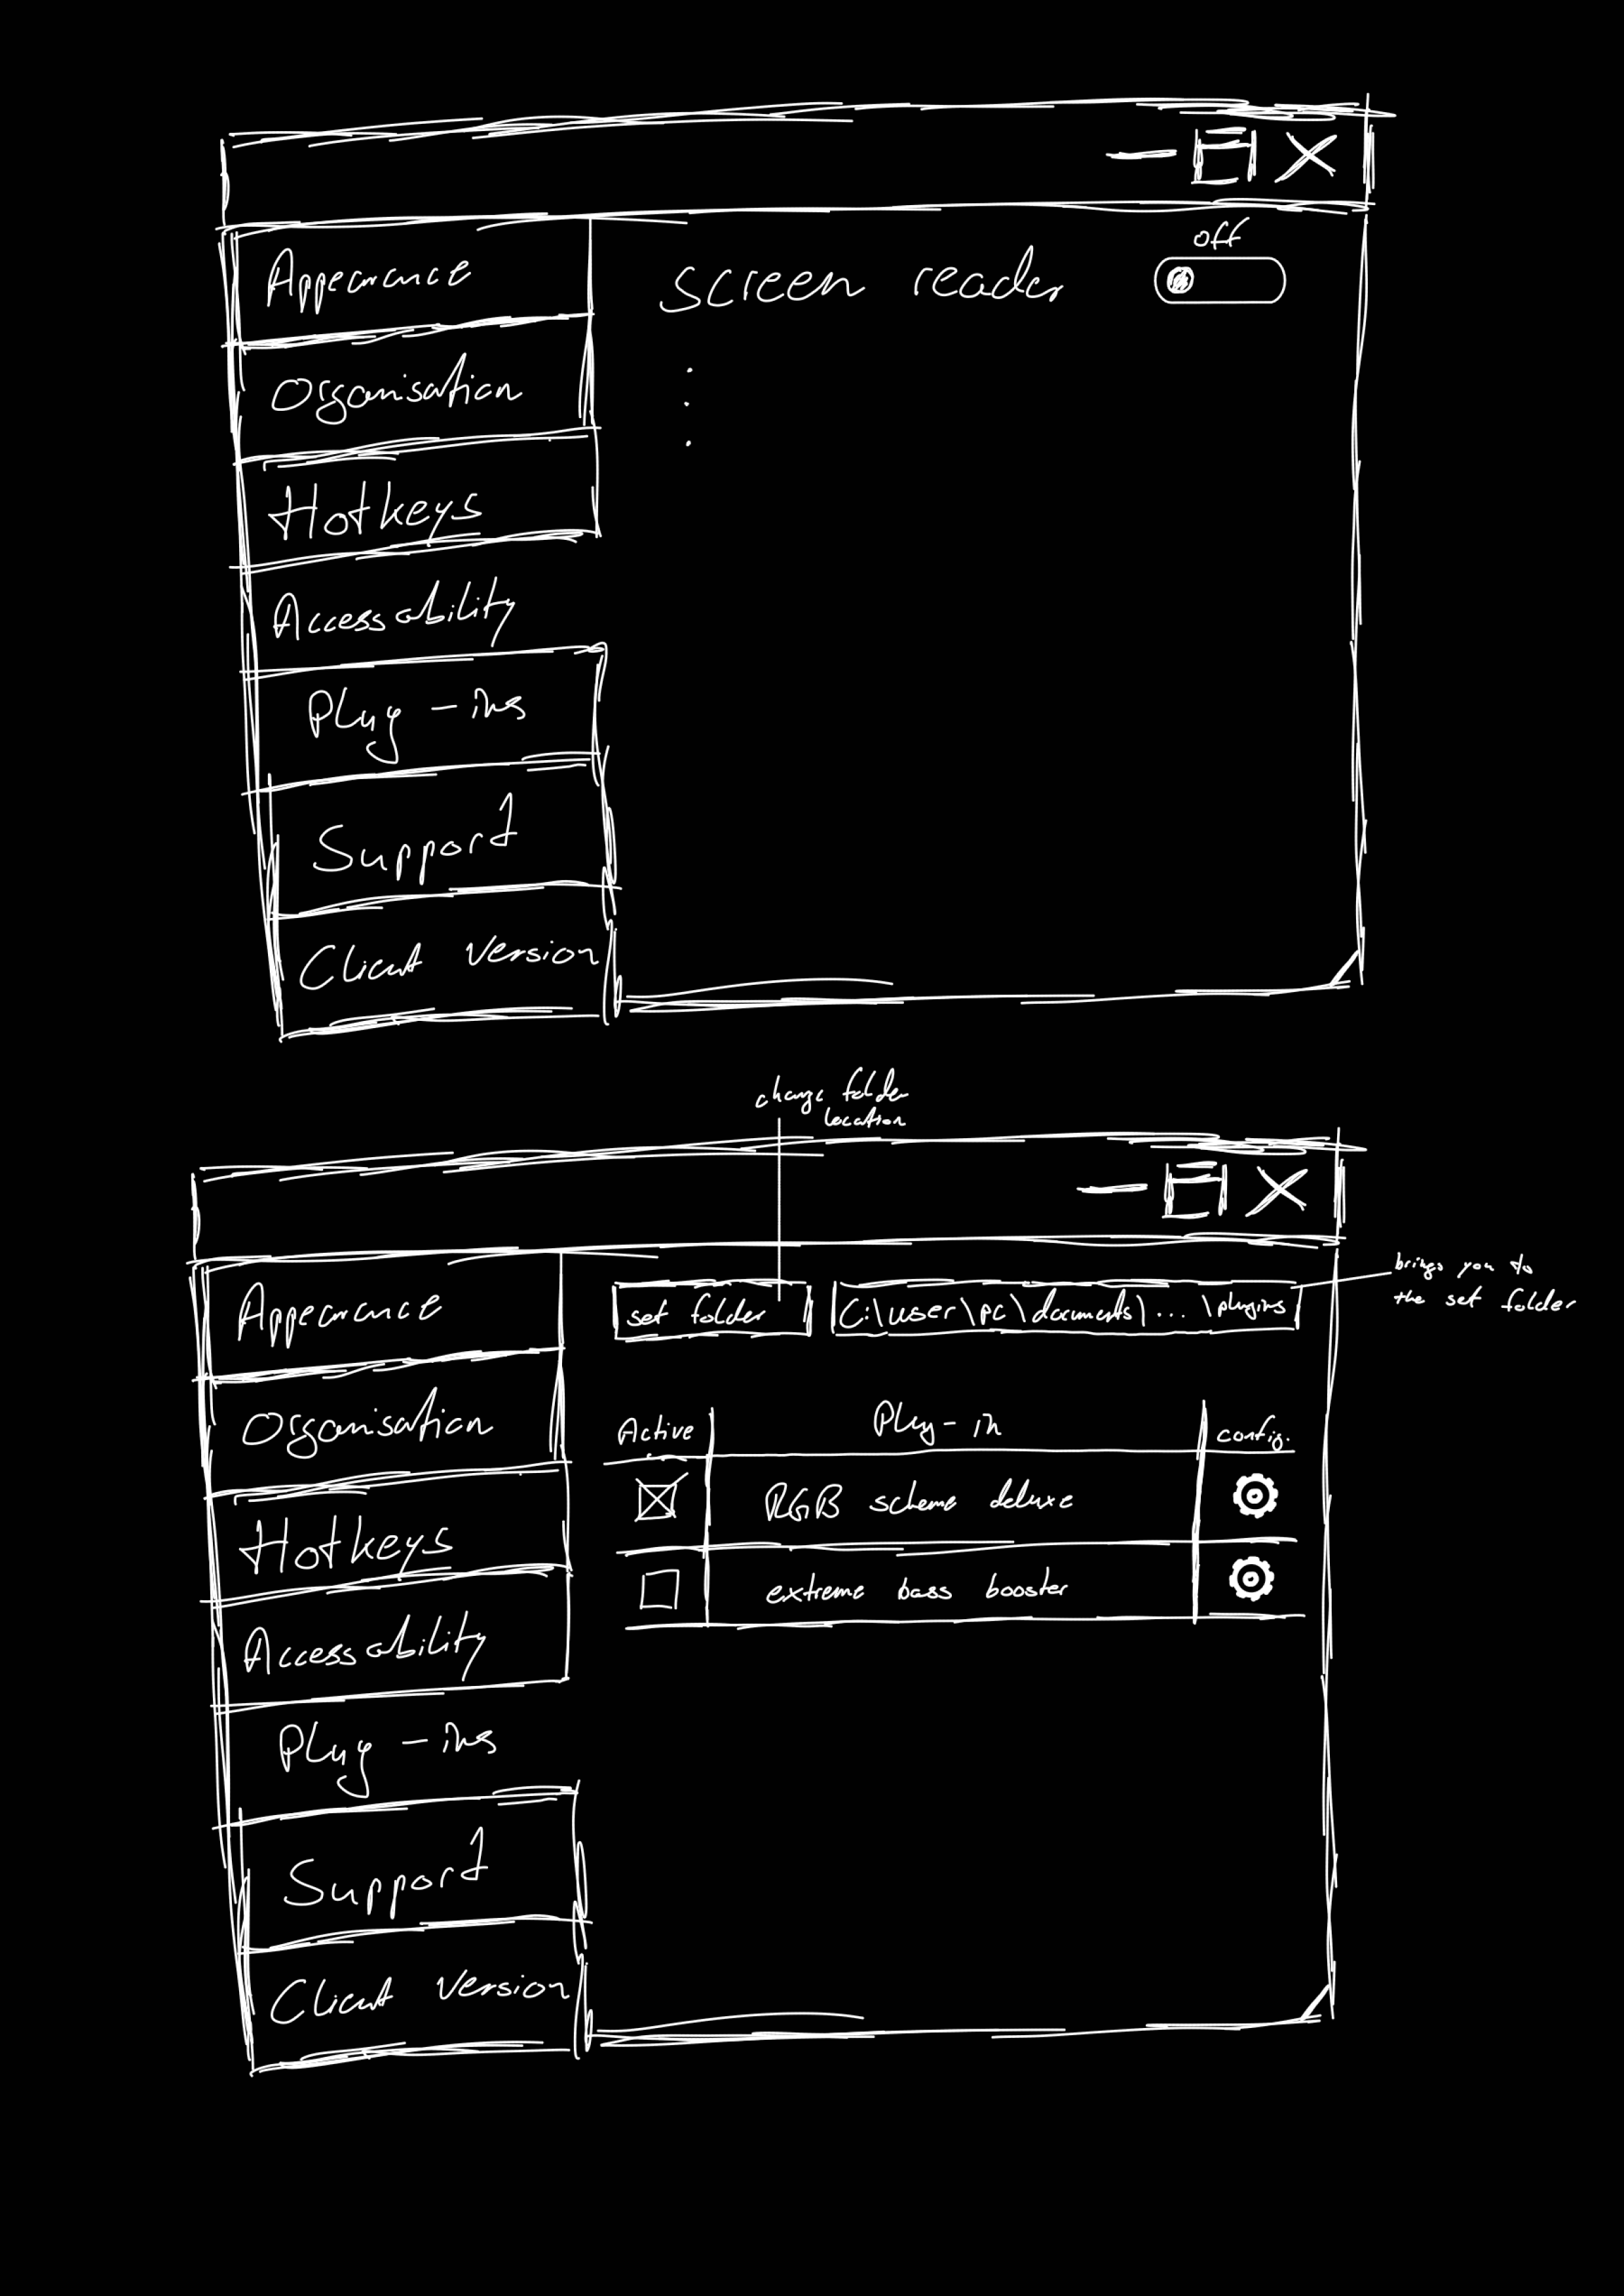 off
Appearance
screen reader
Organisation
Hotkeys
Accessability
Plug-ins
Support
Client Version
change folder
location
brings you to
the set folder
Appearance
set folder
C:\user\pc\documents\... \plugins
Organisation
Active
Plug-in
config.
RGB scheme deluxe
Hotkeys
extreme bass booster
Accessability
Plug-ins
Support
Client Version